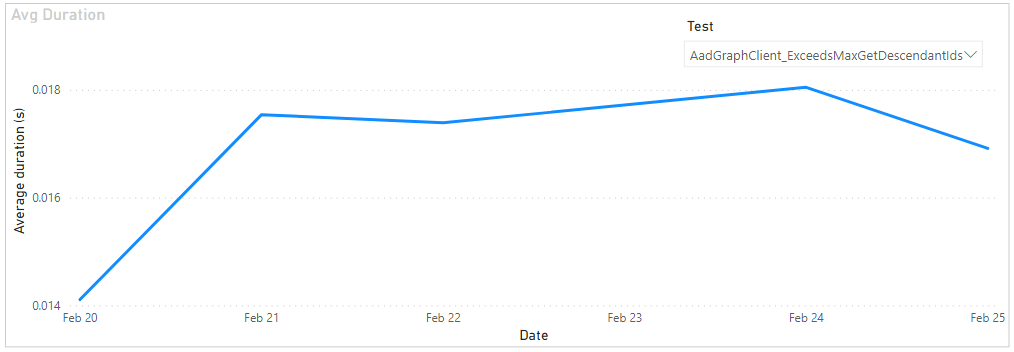 Avg Duration
Test
AadGraphClient_ExceedsMaxGetDescendantIds
0.018
0.016
0.014
Average duration (s)
Feb 20
Feb 21
Feb 22
Feb 23
Feb 24
Feb 25
Date